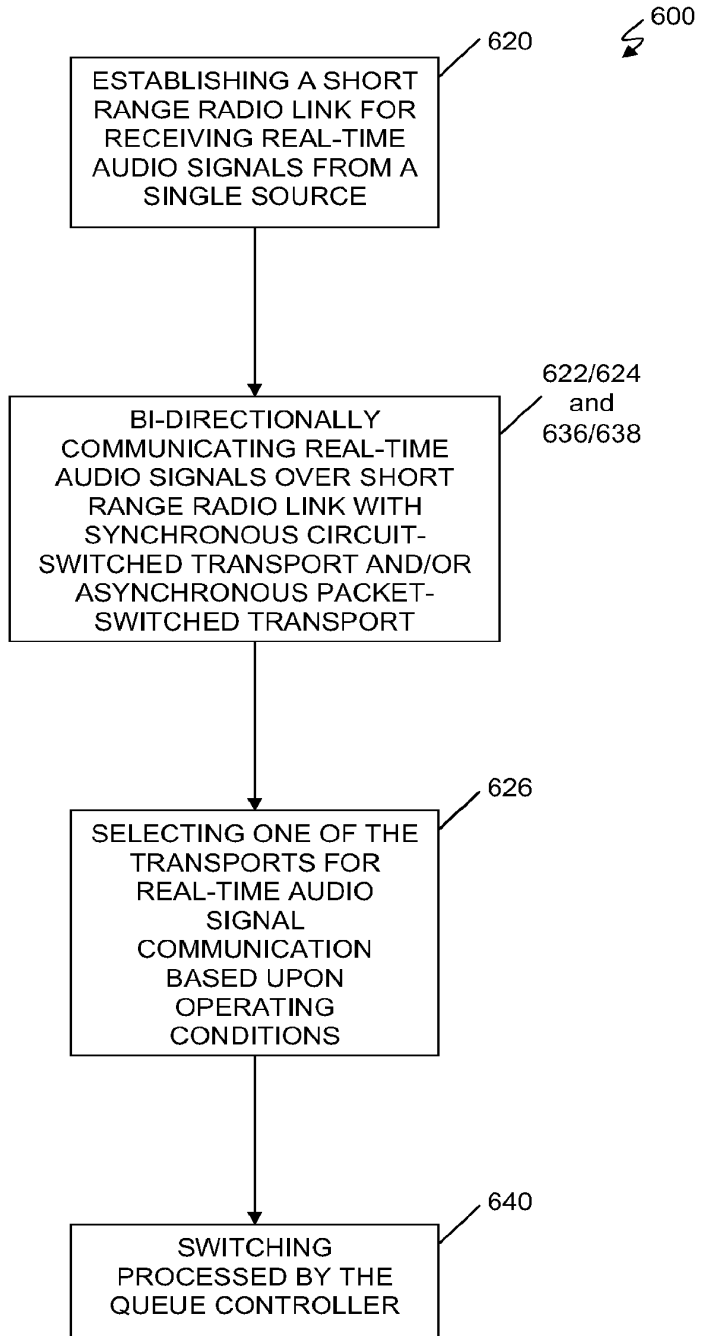 600
620
ESTABLISHING A SHORT
RANGE RADIO LINK FOR
RECEIVING REAL-TIME
AUDIO SIGNALS FROM A
SINGLE SOURCE
622/624
and
636/638
BI-DIRECTIONALLY
COMMUNICATING REAL-TIME
AUDIO SIGNALS OVER SHORT
RANGE RADIO LINK WITH
SYNCHRONOUS CIRCUIT-
SWITCHED TRANSPORT AND/OR
ASYNCHRONOUS PACKET-
SWITCHED TRANSPORT
626
SELECTING ONE OF THE
TRANSPORTS FOR
REAL-TIME AUDIO
SIGNAL
COMMUNICATION
BASED UPON
OPERATING
CONDITIONS
640
SWITCHING
PROCESSED BY THE
QUEUE CONTROLLER